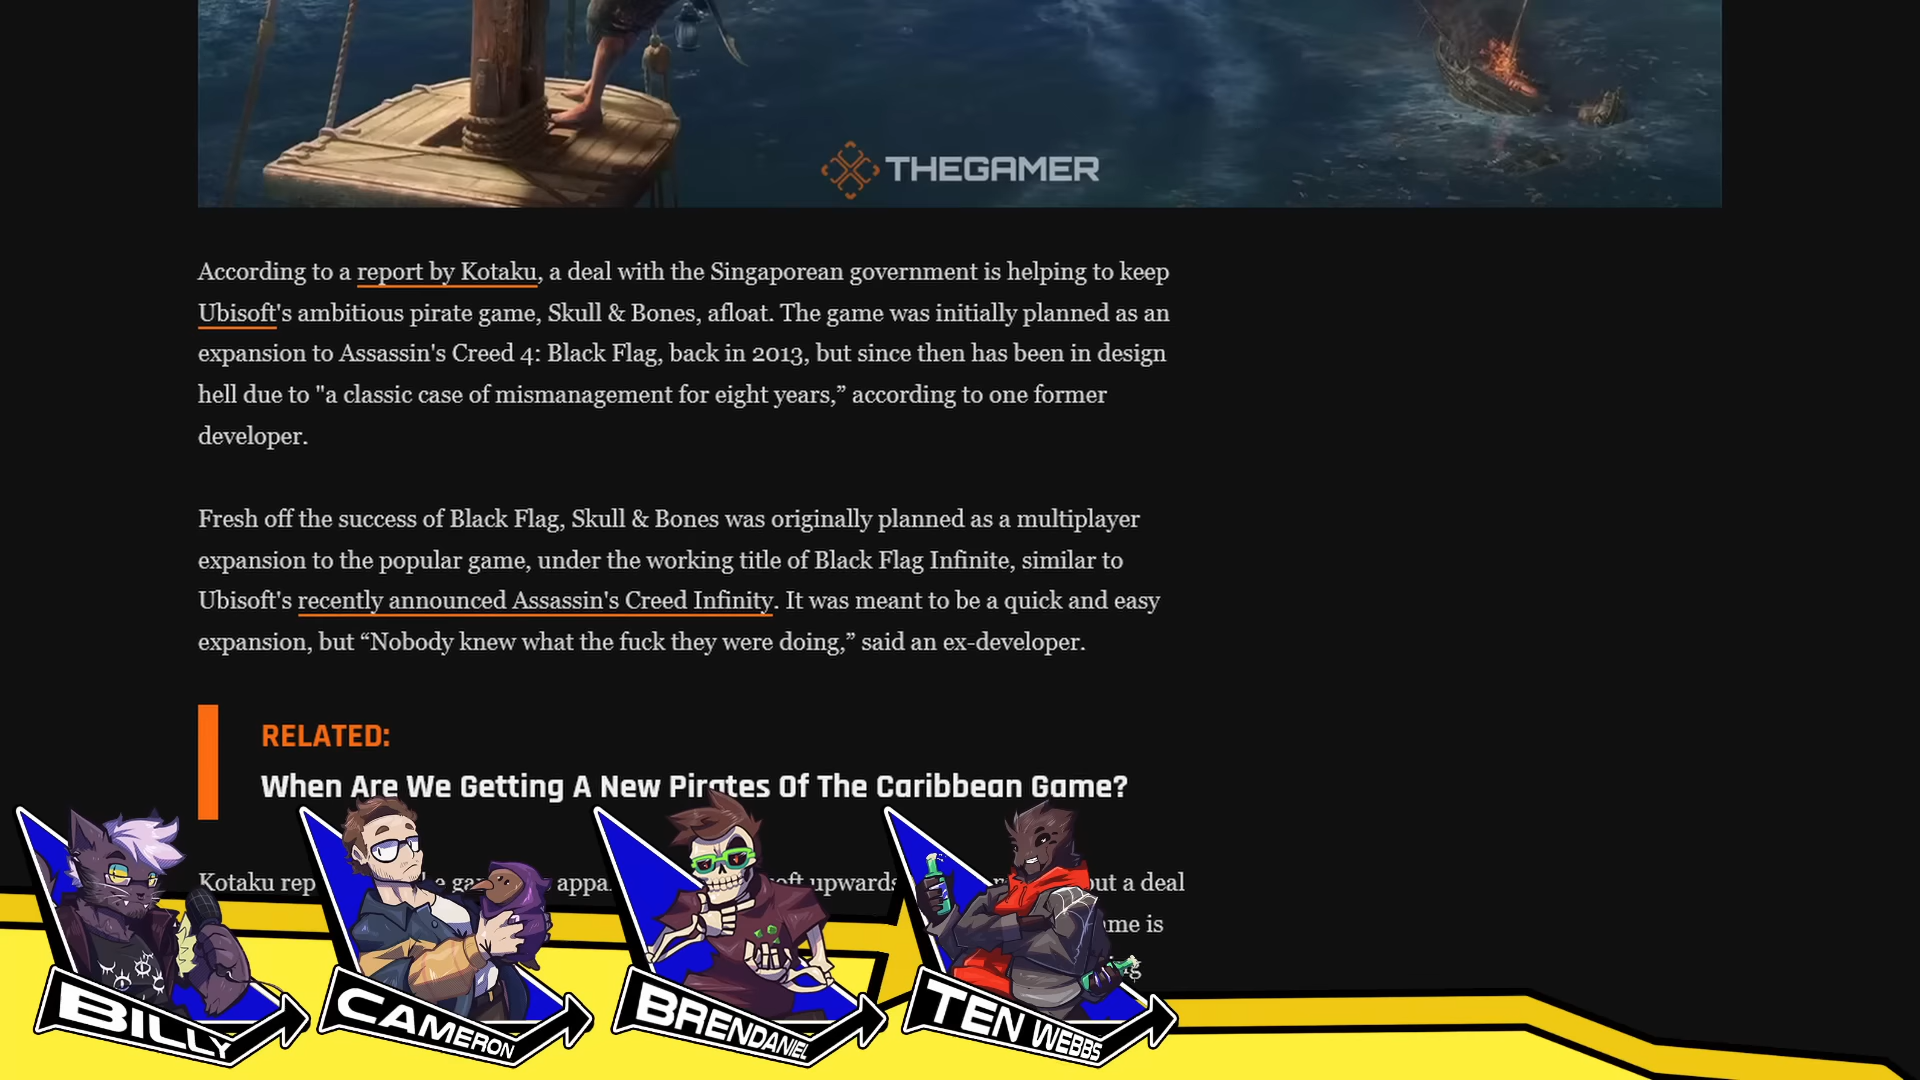 THEGAMER
According to a report by Kotaku, a deal with the Singaporean government is helping to keep
Ubisoft's ambitious pirate game, Skull & Bones, afloat. The game was initially planned as an
expansion to Assassin's Creed 4: Black Flag, back in 2013, but since then has been in design
hell due to "a classic case of mismanagement for eight years,” according to one former
developer.
Fresh off the success of Black Flag, Skull & Bones was originally planned as a multiplayer
expansion to the popular game, under the working title of Black Flag Infinite, similar to
Ubisoft's recently announced Assassin's Creed Infinity. It was meant to be a quick and easy
expansion, but “Nobody knew what the fuck they were doing,” said an ex-developer.
RELATED:
When Are We Getting A New Pirates Of The Caribbean Game?
Kotaku upwards a deal
is
BILLY
CAMERON
BRENDANIEL
TEN WEBBS